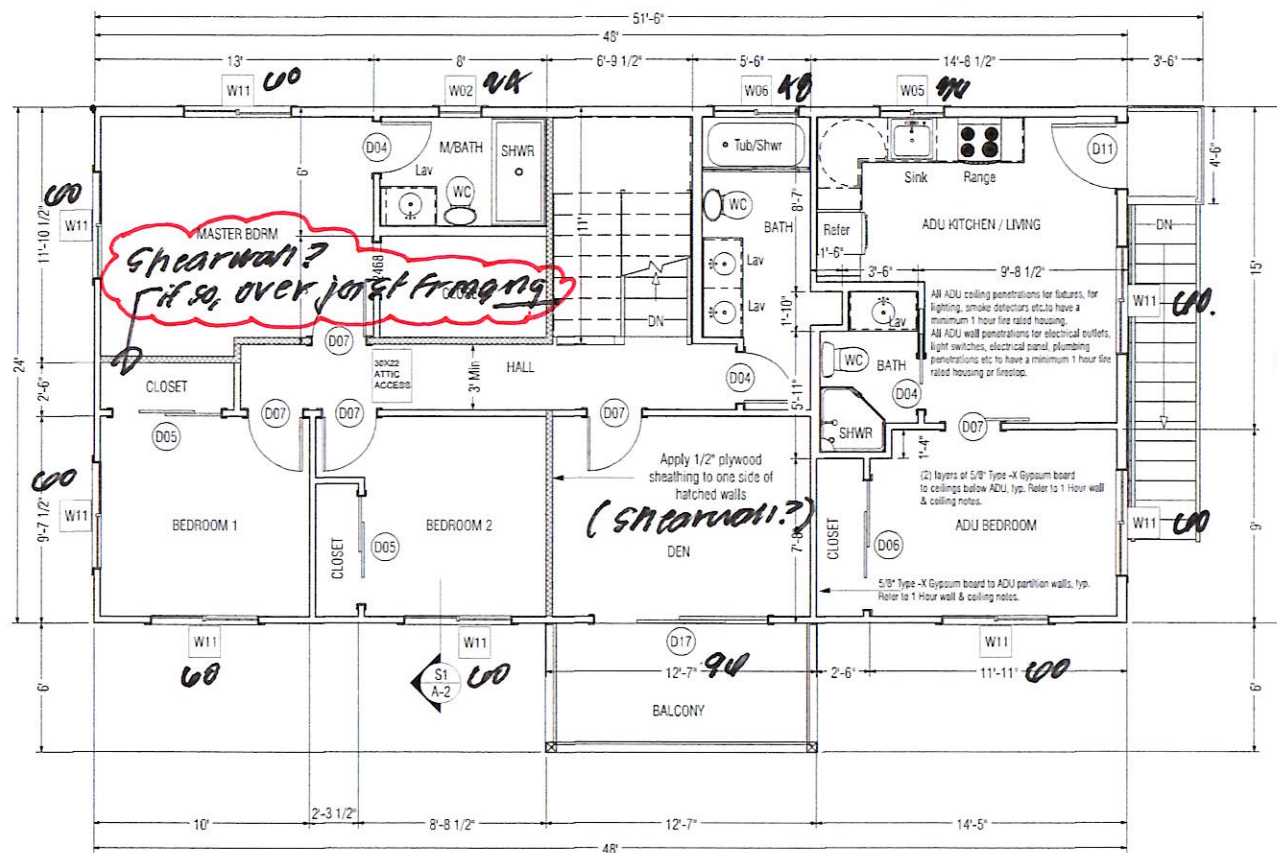 51'-6"
48'
13'
8'
6'-9 1/2"
5'-6"
14'-8 1/2"
3'-6"
W11
60
W02
W06
48
W05
60
W11
11'-10 1/2"
24'
2'-6"
9'-7 1/2"
6'
D04
M/BATH
SHWR
Lav
WC
6'
MASTER BDRM
Shearwall?
if so, over joist framing
2468
11'
DN
Tub/Shwr
WC
BATH
8'-7"
Lav
Lav
1'-10"
5'-11"
Sink
Range
D11
Refer
1'-6"
ADU KITCHEN / LIVING
3'-6"
9'-8 1/2"
4'-6"
DN
15'
All ADU ceiling penetrations for fixtures, for
lighting, smoke detectors etc.to have a
minimum 1 hour fire rated housing.
All ADU wall penetrations for electrical outlets,
light switches, electrical panel, plumbing
penetrations etc to have a minimum 1 hour fire
rated housing or firestop.
W11
60.
Lav
WC
BATH
D04
SHWR
D07
1'-4"
CLOSET
D05
D07
D07
D07
30X22
ATTIC
ACCESS
3' Min
HALL
D04
D07
60
W11
BEDROOM 1
CLOSET
D05
BEDROOM 2
Apply 1/2" plywood
sheathing to one side of
hatched walls
(shearwall?)
DEN
7'-8"
CLOSET
D06
(2) layers of 5/8" Type -X Gypsum board
to ceilings below ADU, typ. Refer to 1 Hour wall
& ceiling notes.
ADU BEDROOM
5/8" Type -X Gypsum board to ADU partition walls, typ.
Refer to 1 Hour wall & ceiling notes.
W11
60
9'
6'
W11
60
W11
60
S1
A-2
D17
12'-7"
2'-6"
11'-11"
W11
60
BALCONY
10'
2'-3 1/2"
8'-8 1/2"
12'-7"
14'-5"
48'